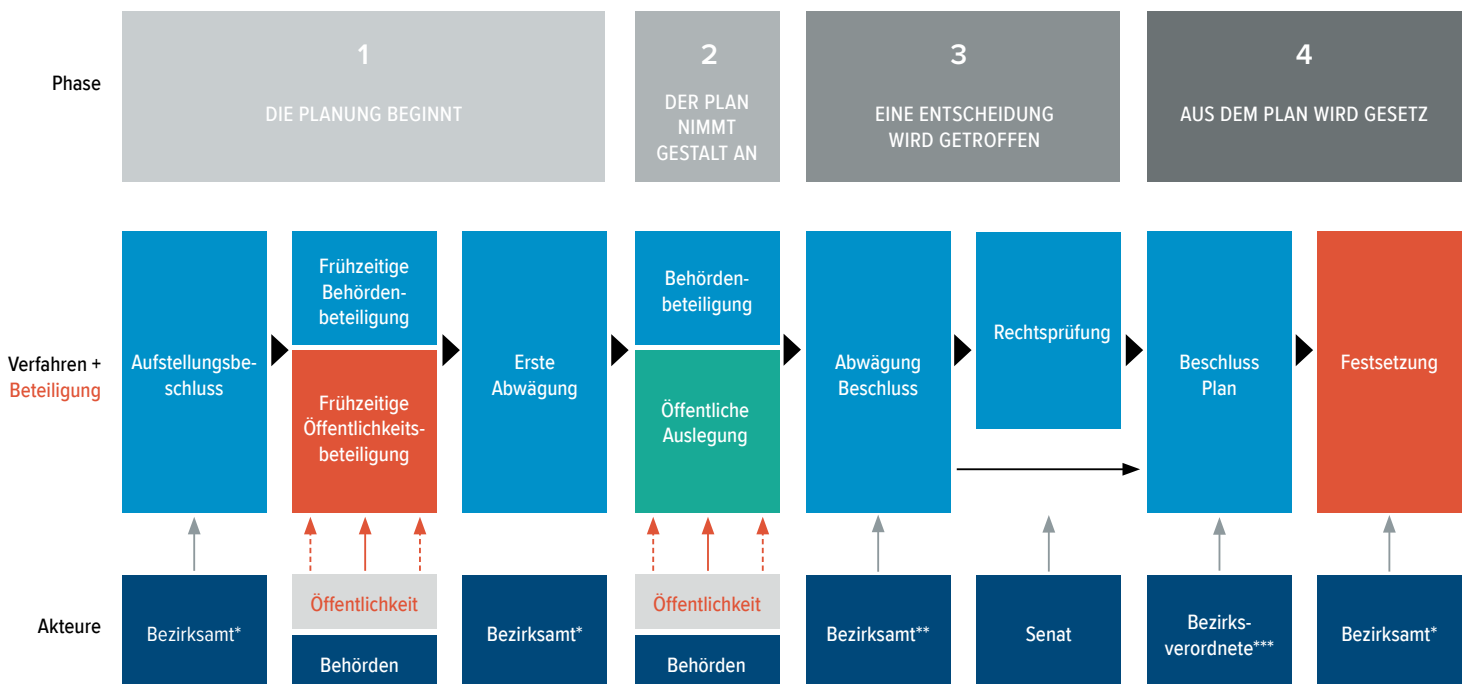 Phase
1
DIE PLANUNG BEGINNT
2
DER PLAN
NIMMT
GESTALT AN
3
EINE ENTSCHEIDUNG
WIRD GETROFFEN
4
AUS DEM PLAN WIRD GESETZ
Verfahren +
Beteiligung
Aufstellungsbe-
schluss
Frühzeitige
Behörden-
beteiligung
Frühzeitige
Öffentlichkeits-
beteiligung
Erste
Abwägung
Behörden-
beteiligung
Öffentliche
Auslegung
Abwägung
Beschluss
Rechtsprüfung
Beschluss
Plan
Festsetzung
Akteure
Bezirksamt*
Öffentlichkeit
Behörden
Bezirksamt*
Öffentlichkeit
Behörden
Bezirksamt**
Senat
Bezirks-
verordnete***
Bezirksamt*